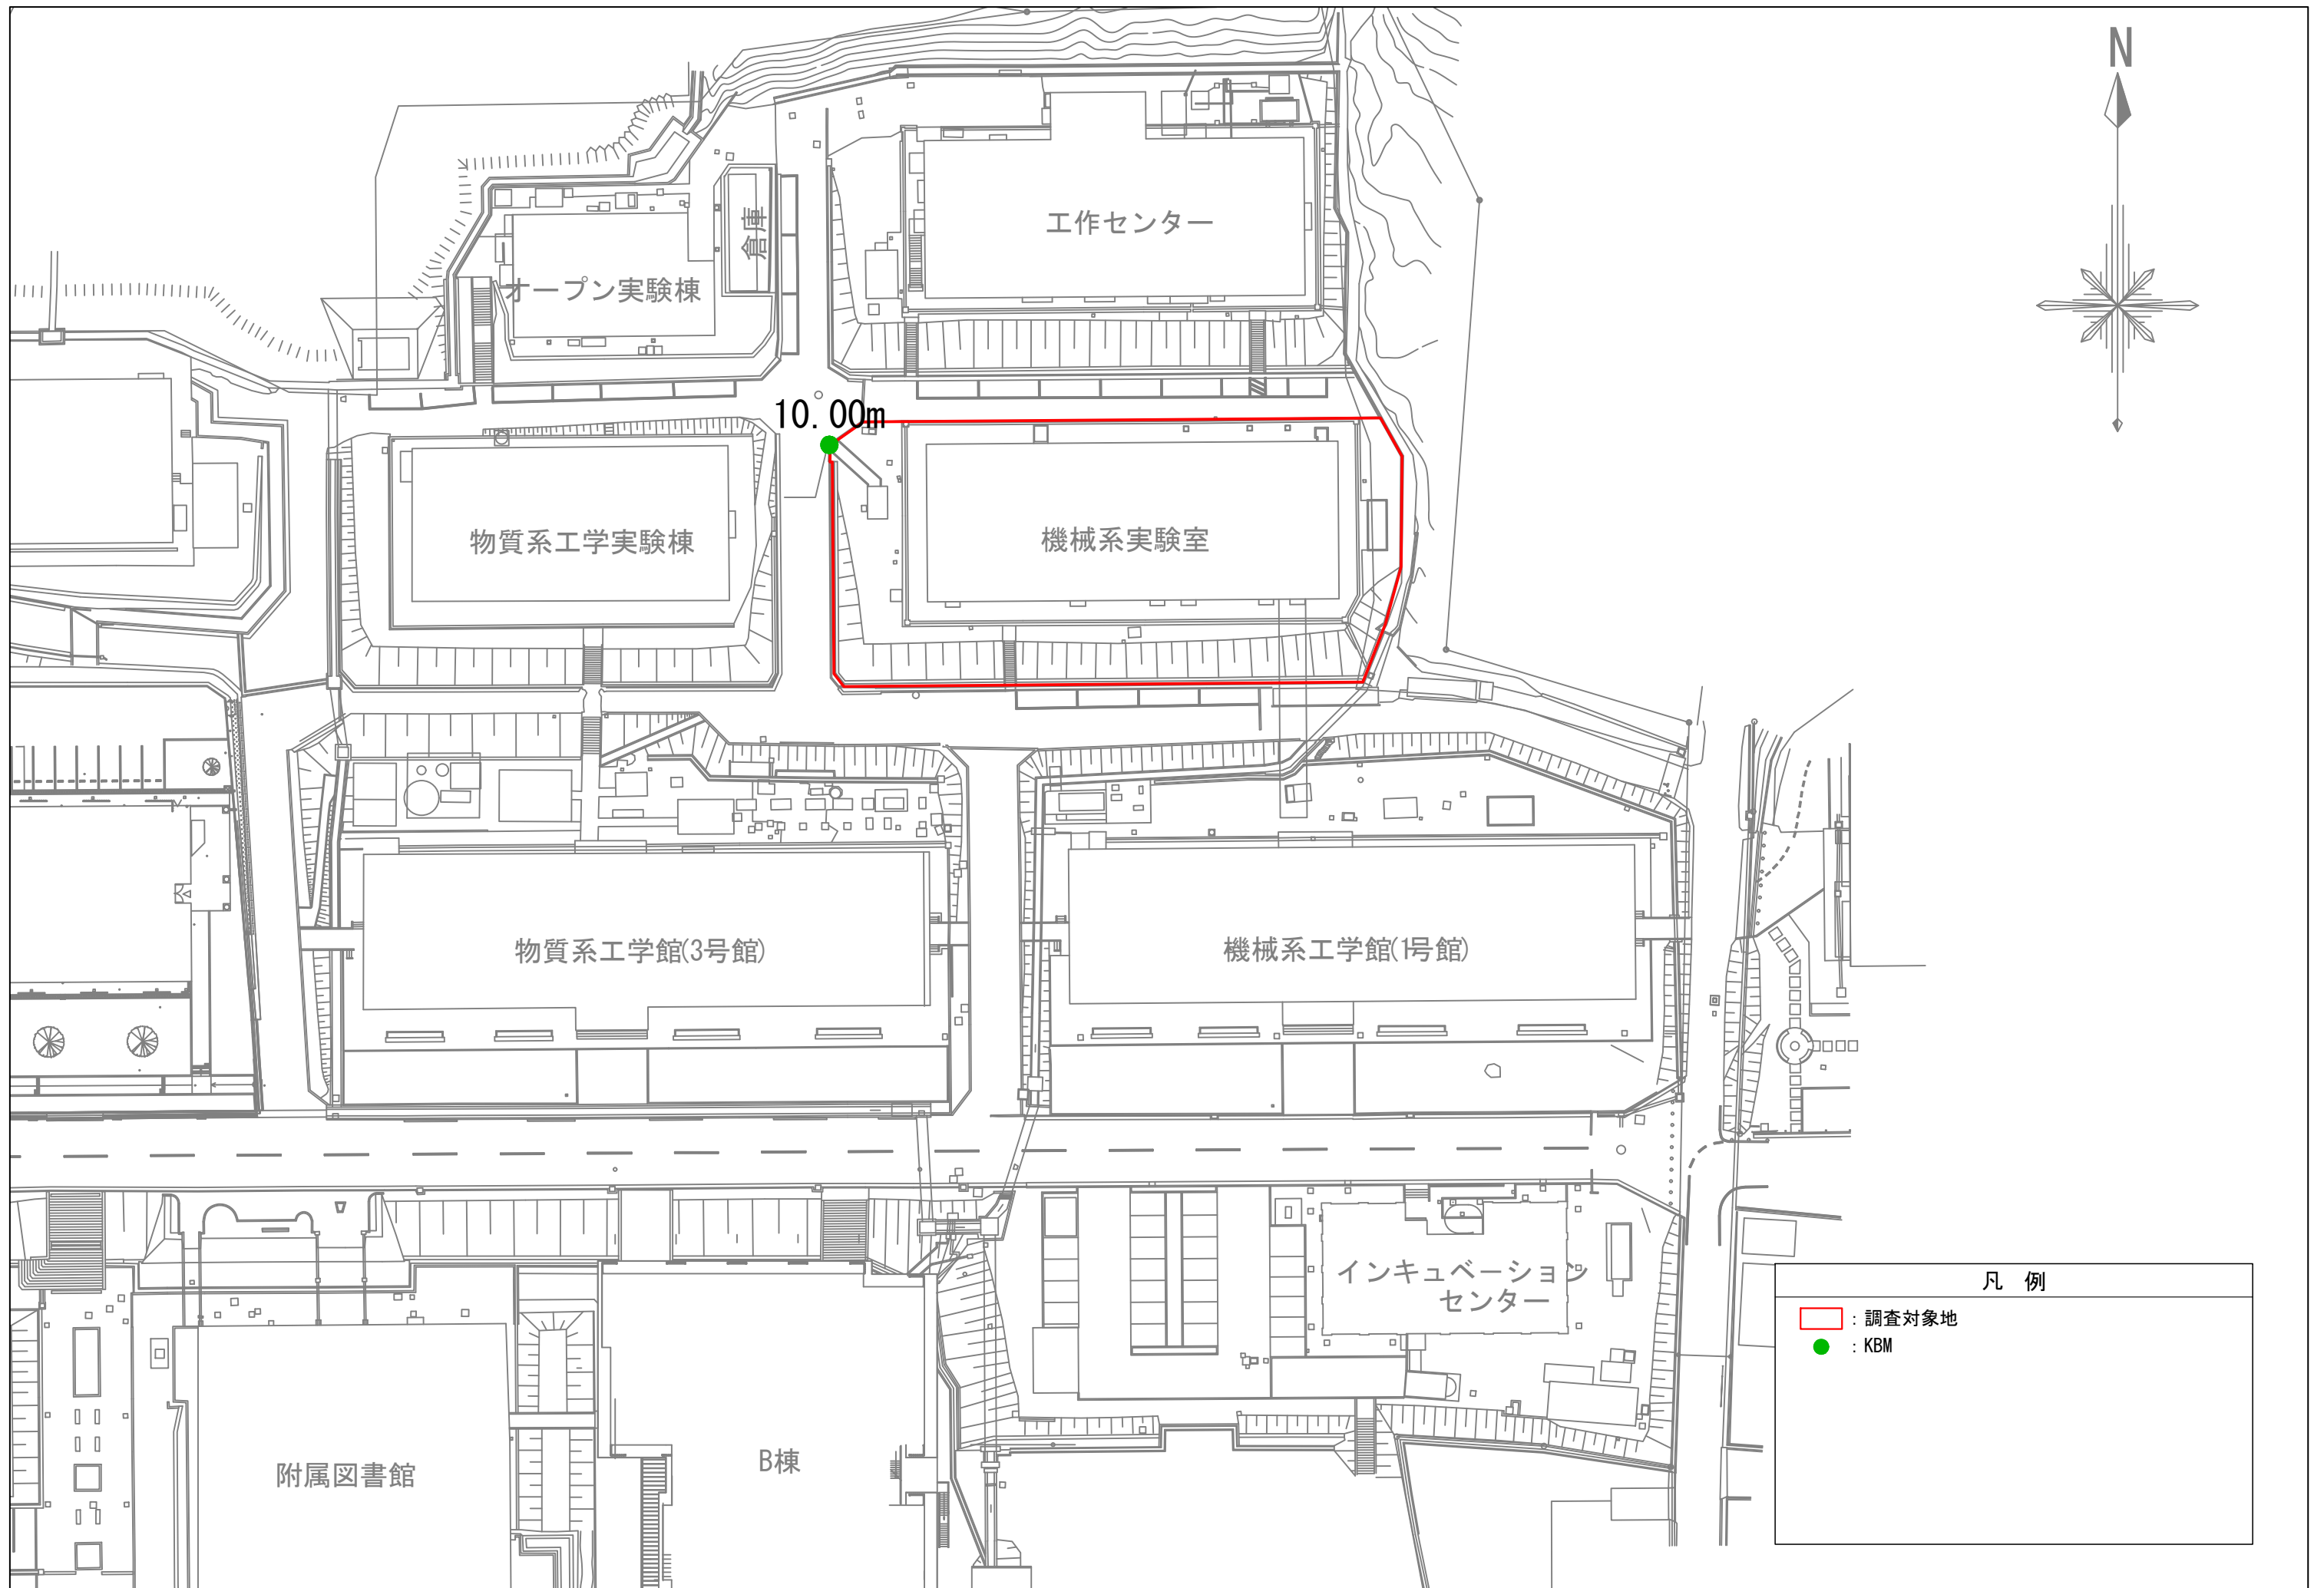 N
工作センター
倉庫
オープン実験棟
10.00m
物質系工学実験棟
機械系実験室
物質系工学館(3号館)
機械系工学館(1号館)
インキュベーション
センター
附属図書館
B棟
凡 例
：調査対象地
：KBM